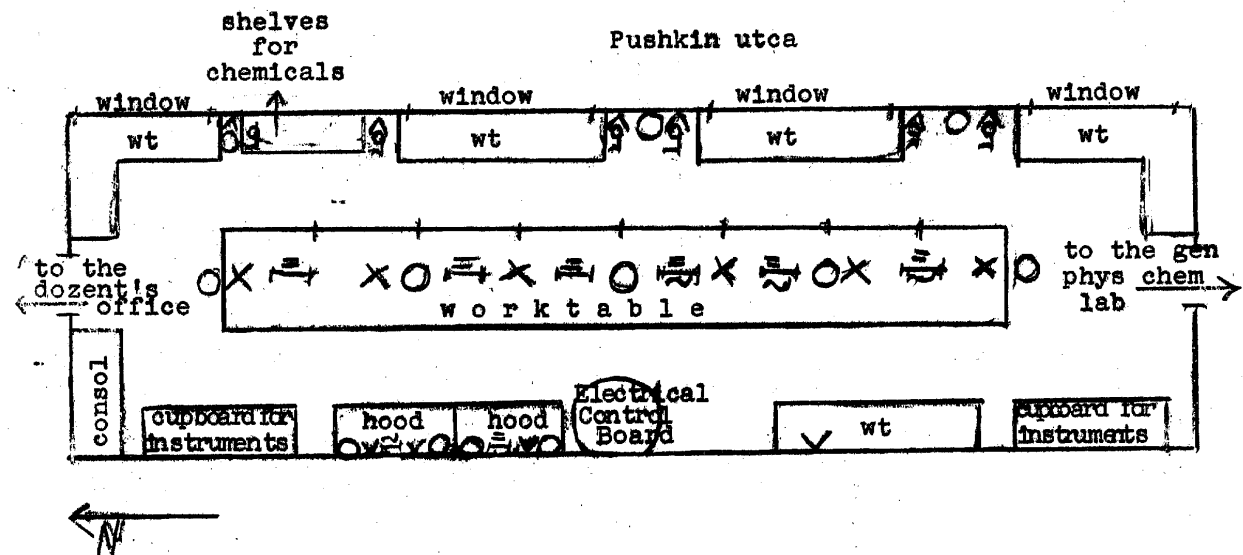 shelves
for
chemicals
Pushkin utca
window
window
window
window
wt
wt
wt
wt
to the
dozent's
office
to the gen
phys chem
lab
worktable
consol
cupboard for
instruments
hood
hood
Electrical
Control
Board
wt
cupboard for
instruments
N